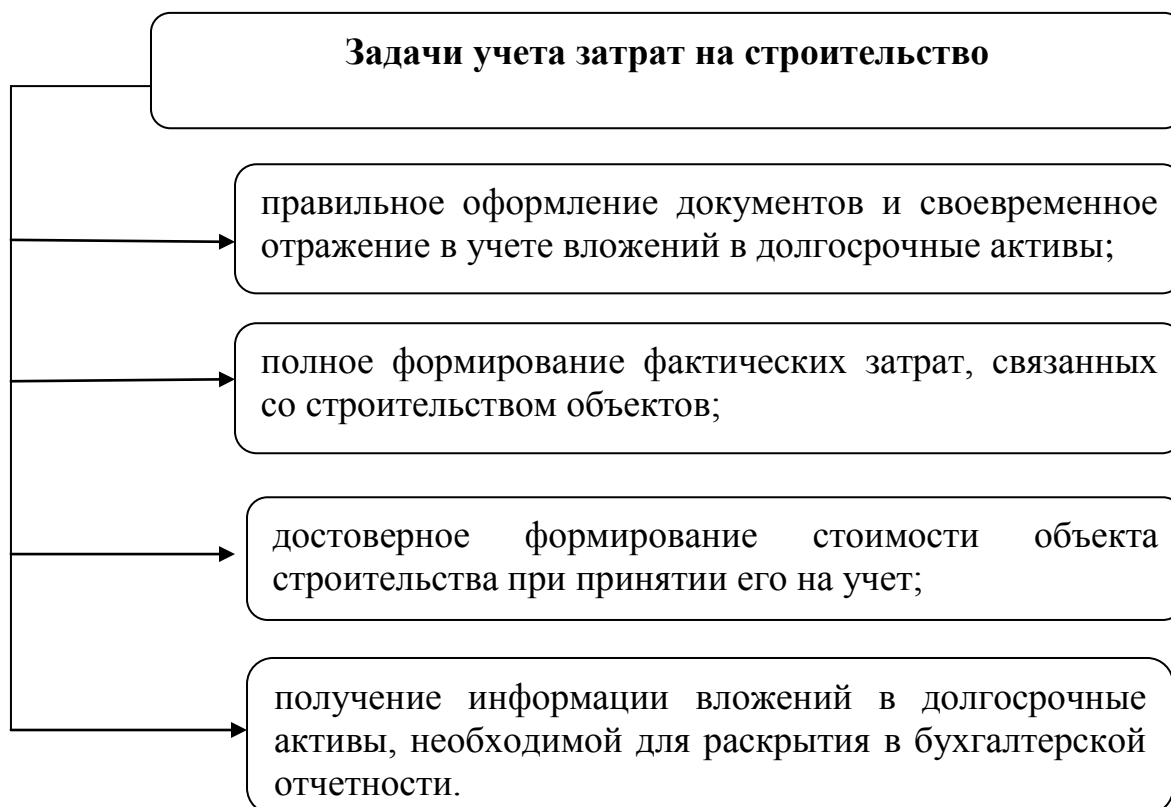 Задачи учета затрат на строительство
правильное оформление документов и своевременное
отражение в учете вложений в долгосрочные активы;
полное формирование фактических затрат, связанных
со строительством объектов;
достоверное формирование стоимости объекта
строительства при принятии его на учет;
получение информации вложений в долгосрочные
активы, необходимой для раскрытия в бухгалтерской
отчетности.